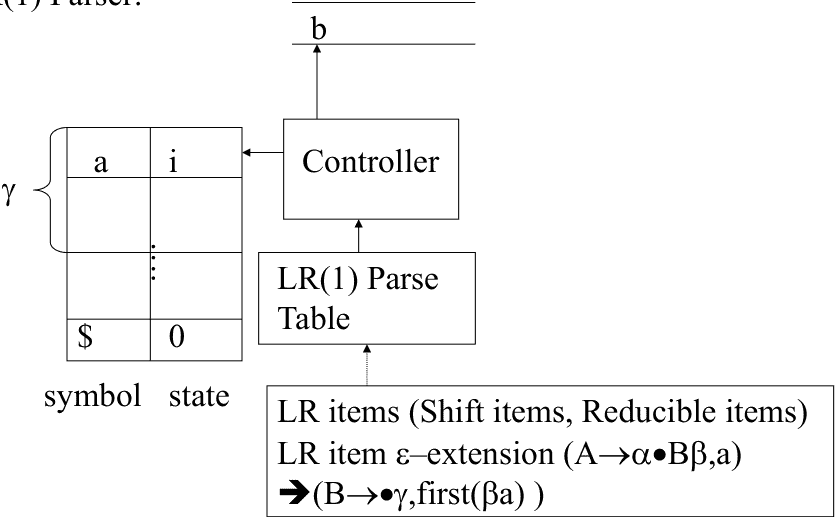 (1) Parser.
b
a i
Controller
γ
LR(1) Parse
Table
$ 0
symbol state
LR items (Shift items, Reducible items)
LR item ε–extension (A→α•Bβ,a)
➔(B→•γ,first(βa) )